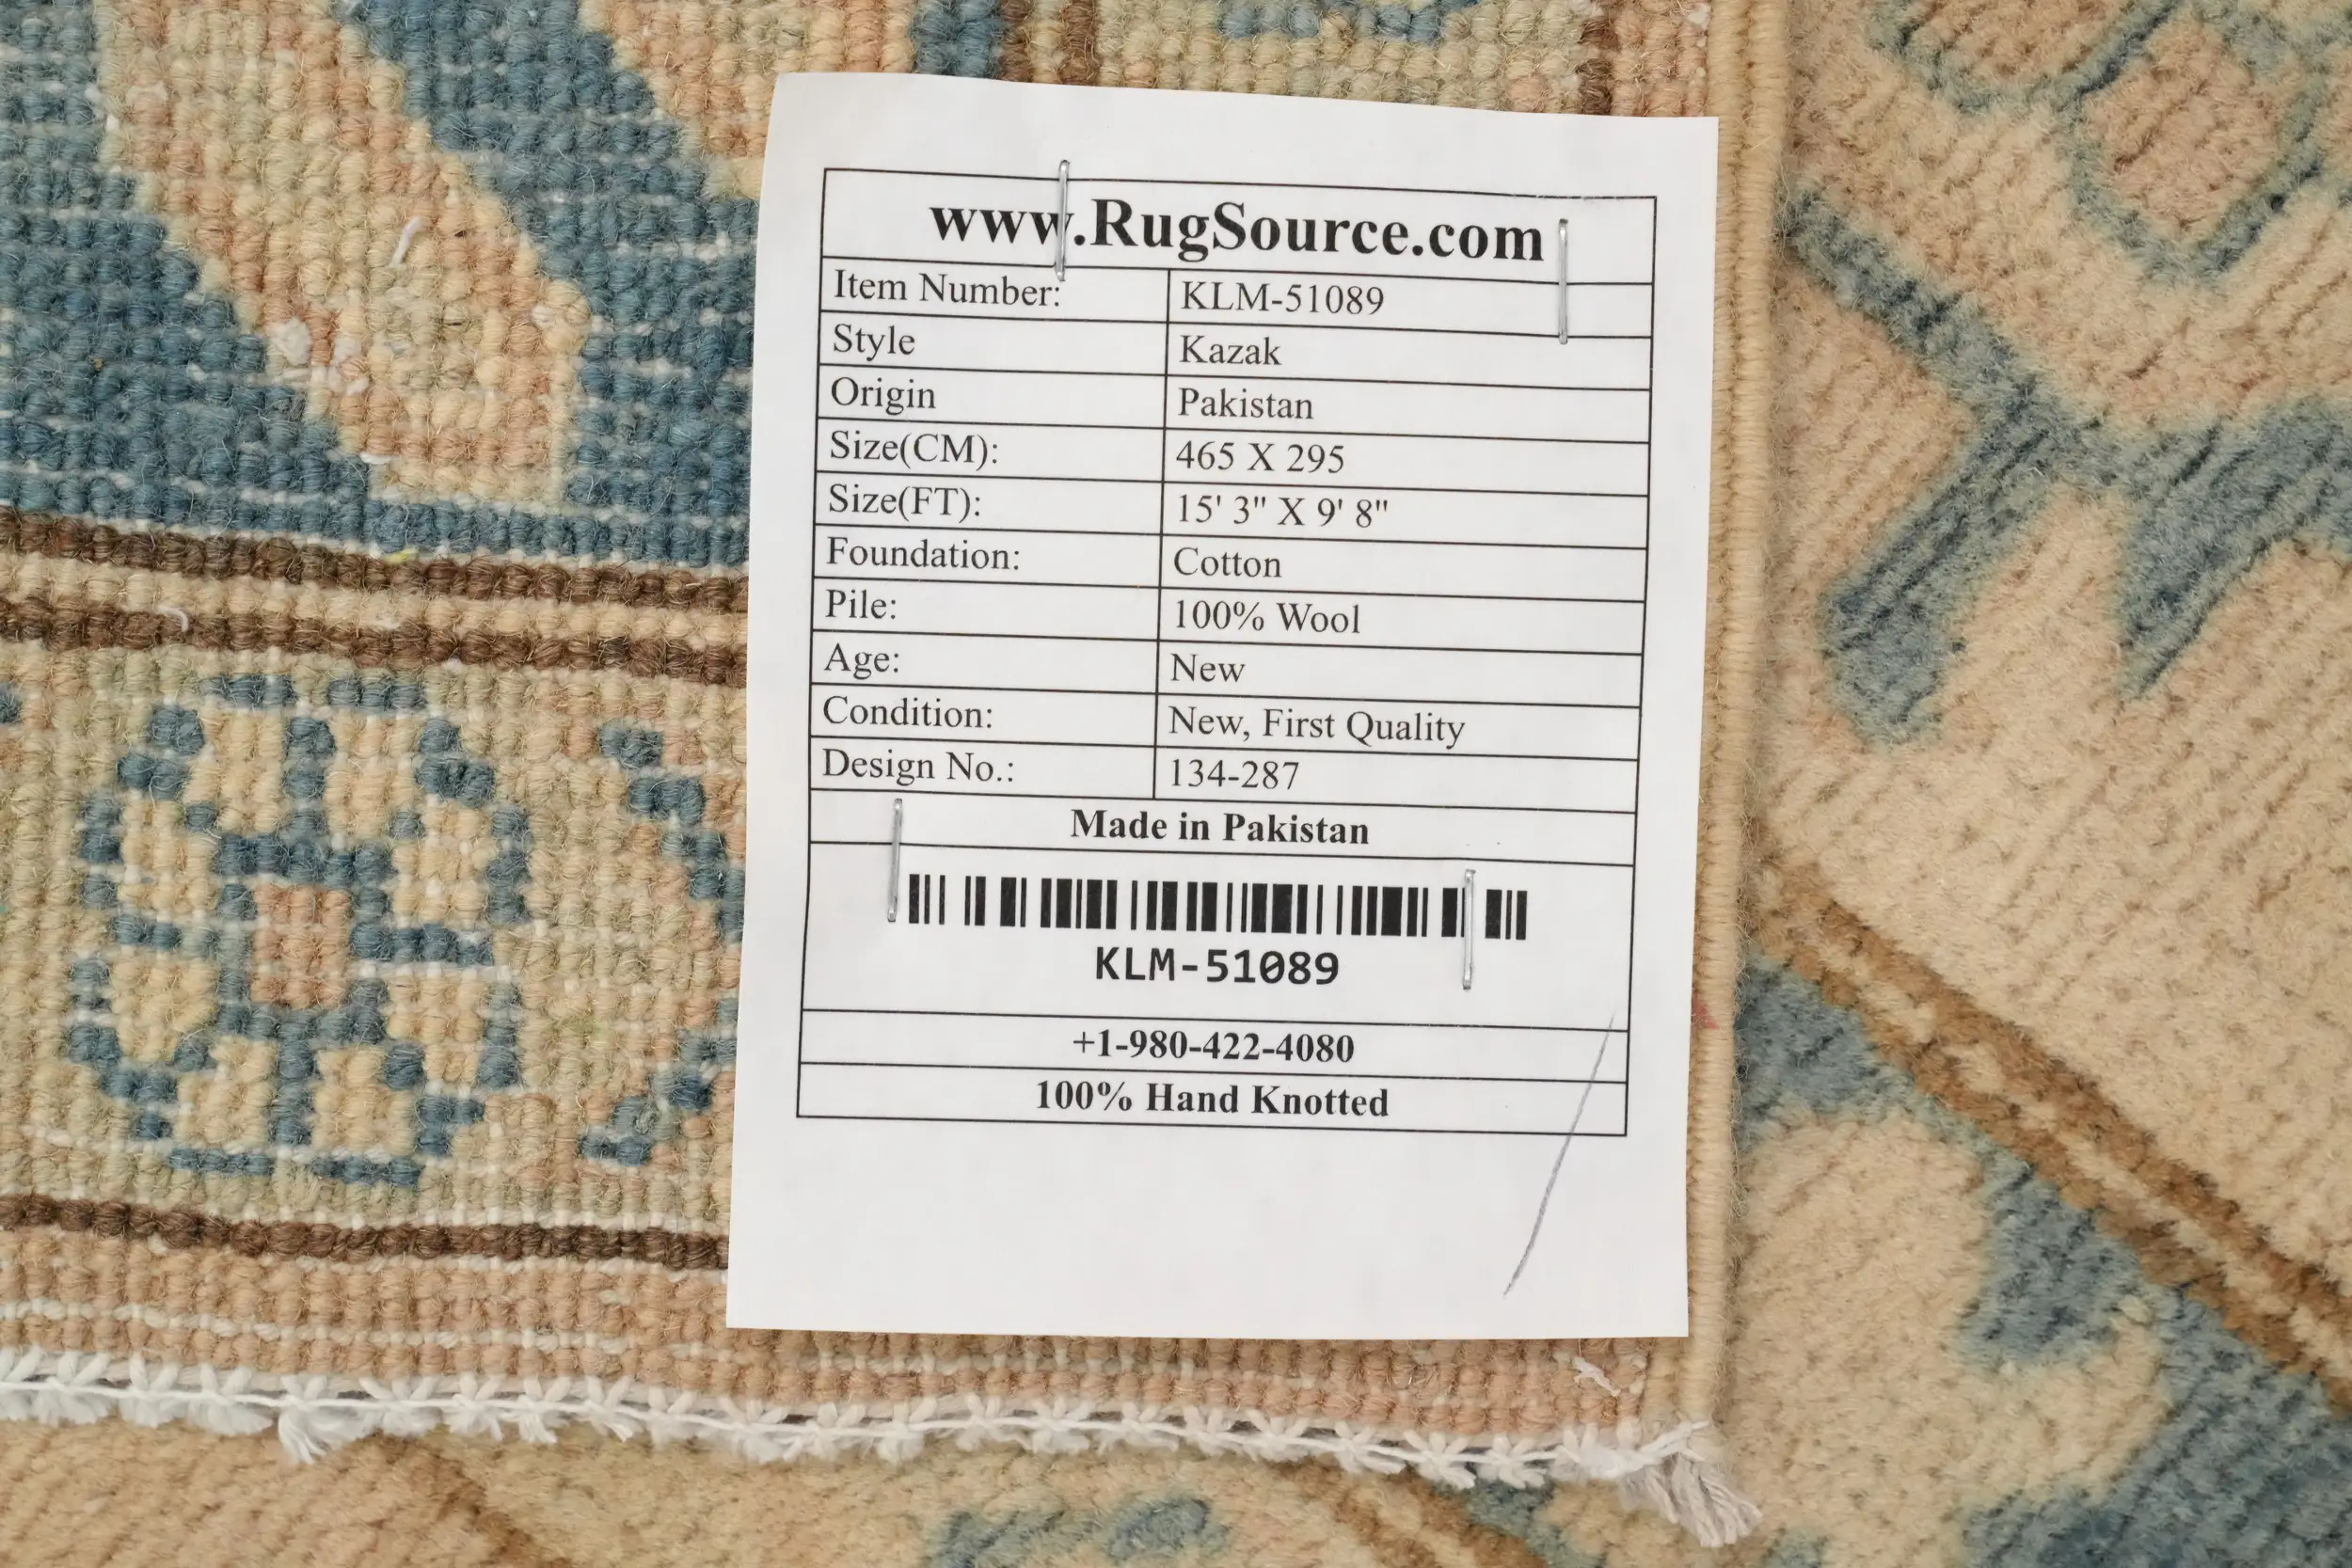 www.RugSource.com
Item Number: KLM-51089
Style Kazak
Origin Pakistan
Size(CM): 465 X 295
Size(FT): 15' 3" X 9' 8"
Foundation: Cotton
Pile: 100% Wool
Age: New
Condition: New, First Quality
Design No.: 134-287
Made in Pakistan
KLM-51089
+1-980-422-4080
100% Hand Knotted